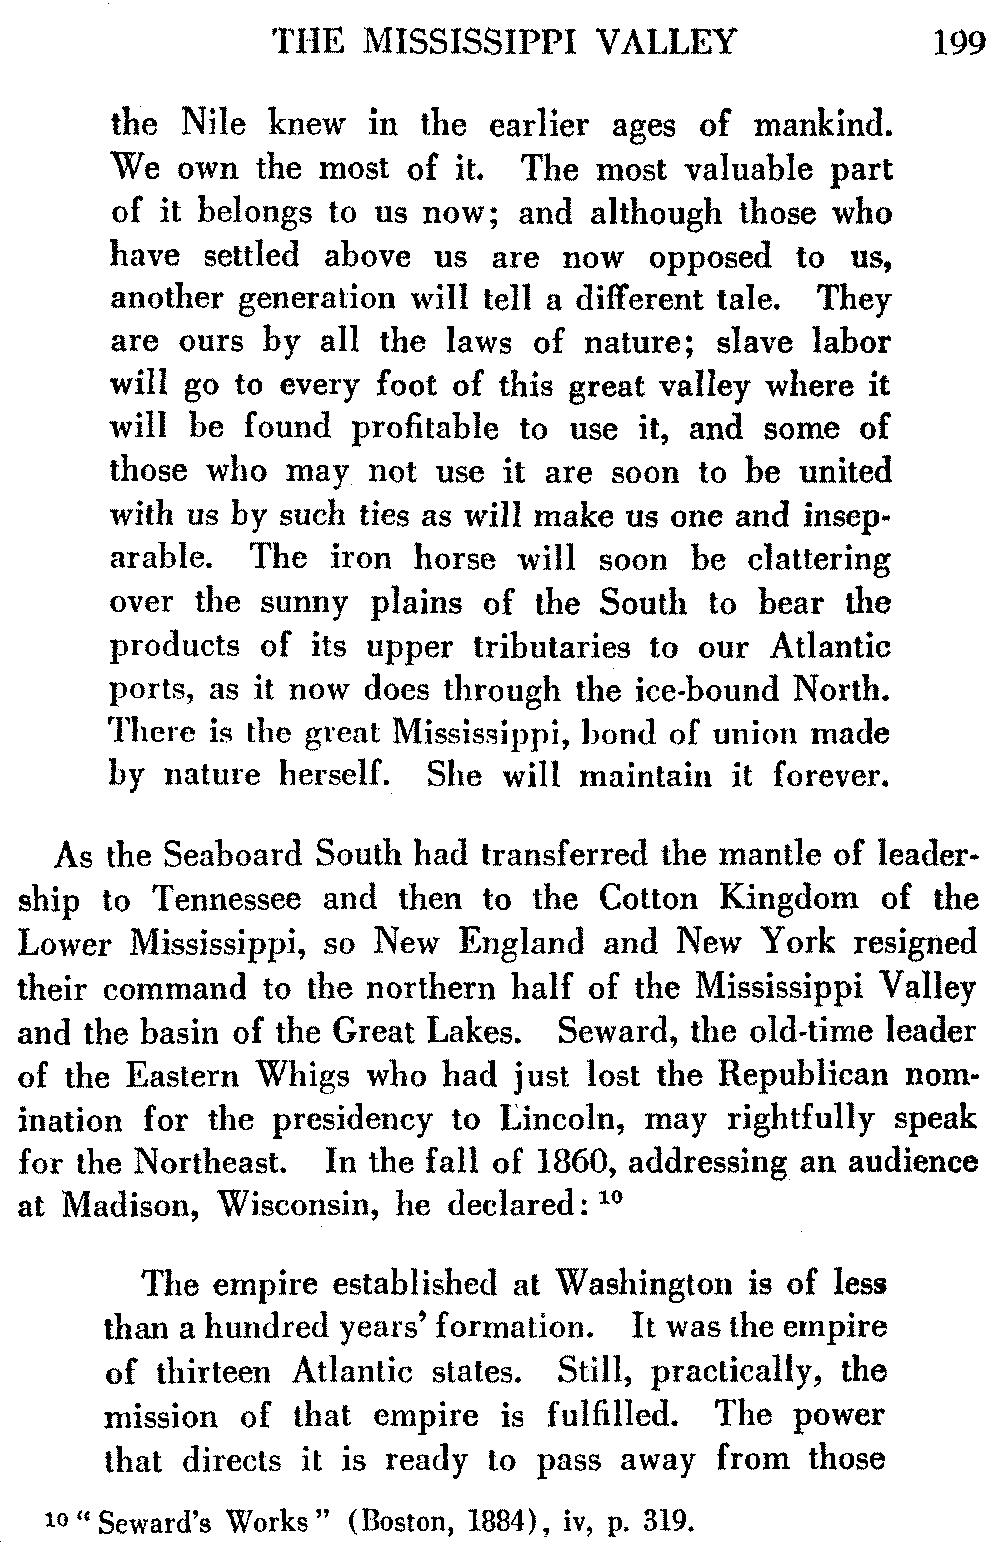 THE MISSISSIPPI VALLEY 199
the Nile knew in the earlier ages of mankind.
We own the most of it. The most valuable part
of it belongs to us now; and although those who
have settled above us are now opposed to us,
another generation will tell a different tale. They
are ours by all the laws of nature; slave labor
will go to every foot of this great valley where it
will be found profitable to use it, and some of
those who may not use it are soon to be united
with us by such ties as will make us one and insep-
arable. The iron horse will soon be clattering
over the sunny plains of the South to bear the
products of its upper tributaries to our Atlantic
ports, as it now does through the ice-bound North.
There is the great Mississippi, bond of union made
by nature herself. She will maintain it forever.
As the Seaboard South had transferred the mantle of leader-
ship to Tennessee and then to the Cotton Kingdom of the
Lower Mississippi, so New England and New York resigned
their command to the northern half of the Mississippi Valley
and the basin of the Great Lakes. Seward, the old-time leader
of the Eastern Whigs who had just lost the Republican nom-
ination for the presidency to Lincoln, may rightfully speak
for the Northeast. In the fall of 1860, addressing an audience
at Madison, Wisconsin, he declared: 10
The empire established at Washington is of less
than a hundred years' formation. It was the empire
of thirteen Atlantic states. Still, practically, the
mission of that empire is fulfilled. The power
that directs it is ready to pass away from those
10 "Seward's Works" (Boston, 1884), iv, p. 319.